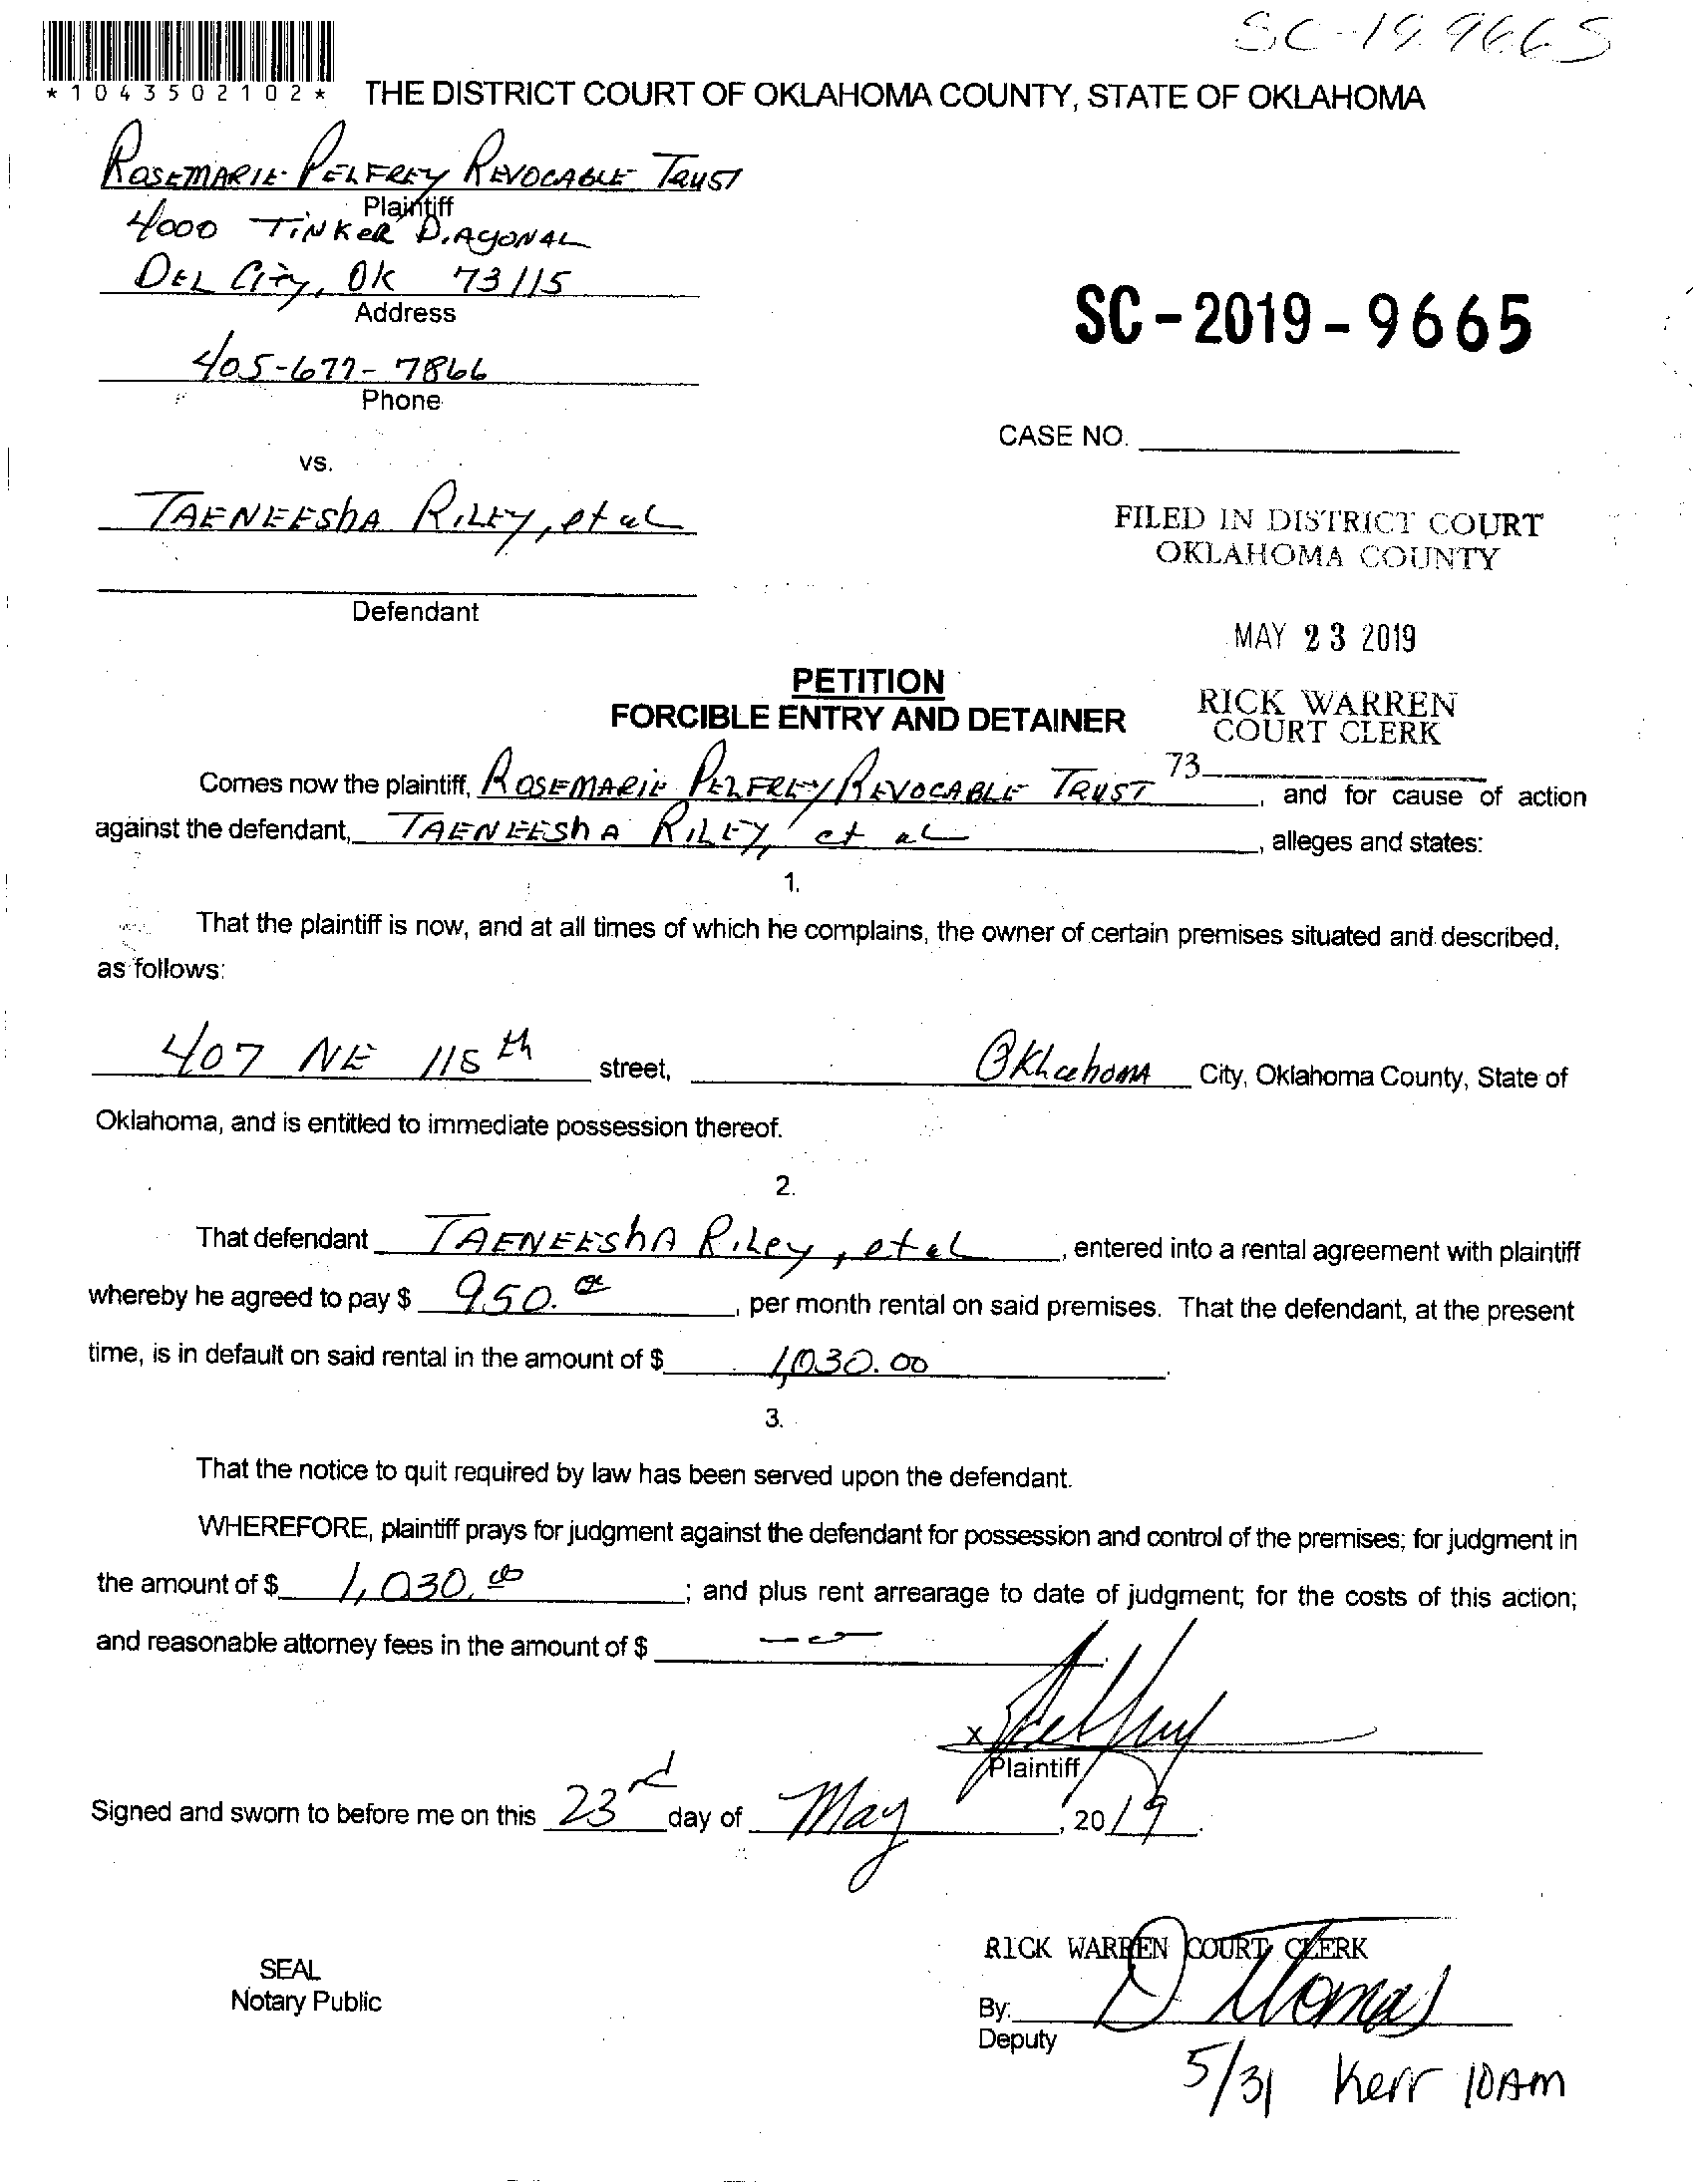 SC-19-9665
*1043502102*
THE DISTRICT COURT OF OKLAHOMA COUNTY, STATE OF OKLAHOMA
ROSEMARIE PELFREY REVOCABLE TRUST
Plaintiff
4000 TINKER DIAGONAL
DEL CITY, OK 73115
Address
SC-2019-9665
405-677-7866
Phone
CASE NO.
vs.
TAENEESHA RILEY, et al
FILED IN DISTRICT COURT
OKLAHOMA COUNTY
Defendant
MAY 23 2019
PETITION
FORCIBLE ENTRY AND DETAINER
RICK WARREN
COURT CLERK
73
Comes now the plaintiff, ROSEMARIE PELFREY REVOCABLE TRUST, and for cause of action
against the defendant, TAENEESHA RILEY, et al, alleges and states:
1.
That the plaintiff is now, and at all times of which he complains, the owner of certain premises situated and described,
as follows:
407 NE 118th street, Oklahoma City, Oklahoma County, State of
Oklahoma, and is entitled to immediate possession thereof.
2.
That defendant TAENEESHA Riley, et al, entered into a rental agreement with plaintiff
whereby he agreed to pay $ 950.00, per month rental on said premises. That the defendant, at the present
time, is in default on said rental in the amount of $ 1,030.00.
3.
That the notice to quit required by law has been served upon the defendant.
WHEREFORE, plaintiff prays for judgment against the defendant for possession and control of the premises; for judgment in
the amount of $ 1,030.00; and plus rent arrearage to date of judgment; for the costs of this action;
and reasonable attorney fees in the amount of $ -0-
X Pelfrey
Plaintiff
Signed and sworn to before me on this 23rd day of May, 2019.
RICK WARREN COURT CLERK
SEAL
Notary Public
By: D Thomas
Deputy
5/31 Kerr 10AM